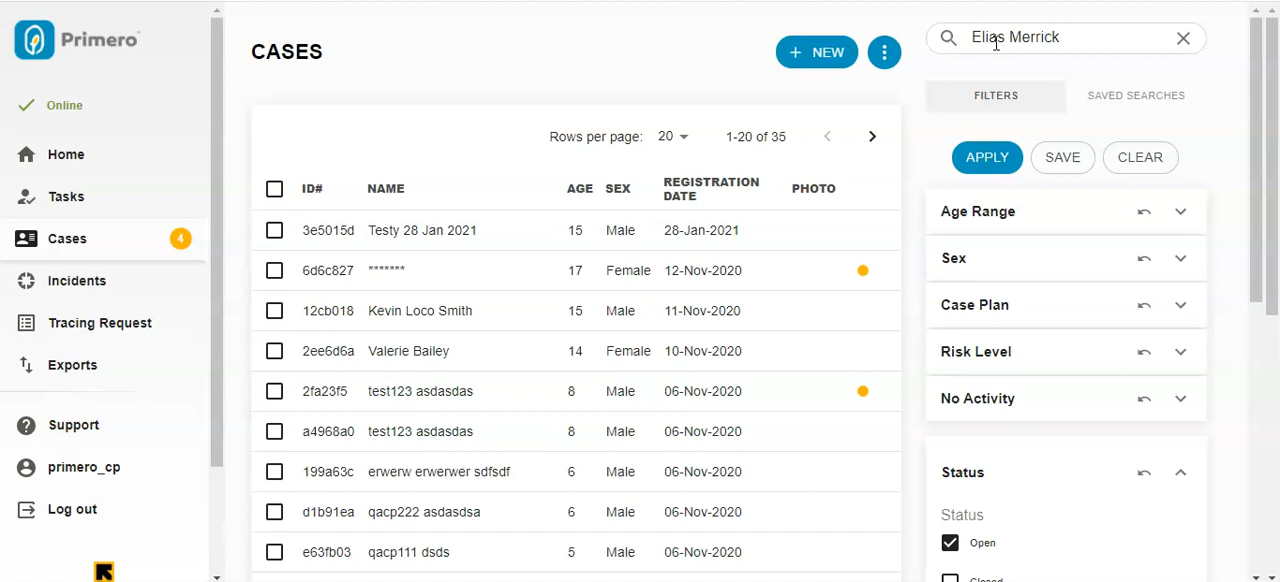 Primero
Online
Home
Tasks
Cases
4
Incidents
Tracing Request
Exports
Support
primero_cp
Log out
CASES
+ NEW
Rows per page: 20 1-20 of 35
ID# NAME AGE SEX REGISTRATION DATE PHOTO
3e5015d Testy 28 Jan 2021 15 Male 28-Jan-2021
6d6c827 ******* 17 Female 12-Nov-2020
12cb018 Kevin Loco Smith 15 Male 11-Nov-2020
2ee6d6a Valerie Bailey 14 Female 10-Nov-2020
2fa23f5 test123 asdasdas 8 Male 06-Nov-2020
a4968a0 test123 asdasdas 8 Male 06-Nov-2020
199a63c erwerw erwerwer sdfsdf 6 Male 06-Nov-2020
d1b91ea qacp222 asdasdsa 6 Male 06-Nov-2020
e63fb03 qacp111 dsds 5 Male 06-Nov-2020
Elias Merrick
FILTERS SAVED SEARCHES
APPLY SAVE CLEAR
Age Range
Sex
Case Plan
Risk Level
No Activity
Status
Status
Open
Closed